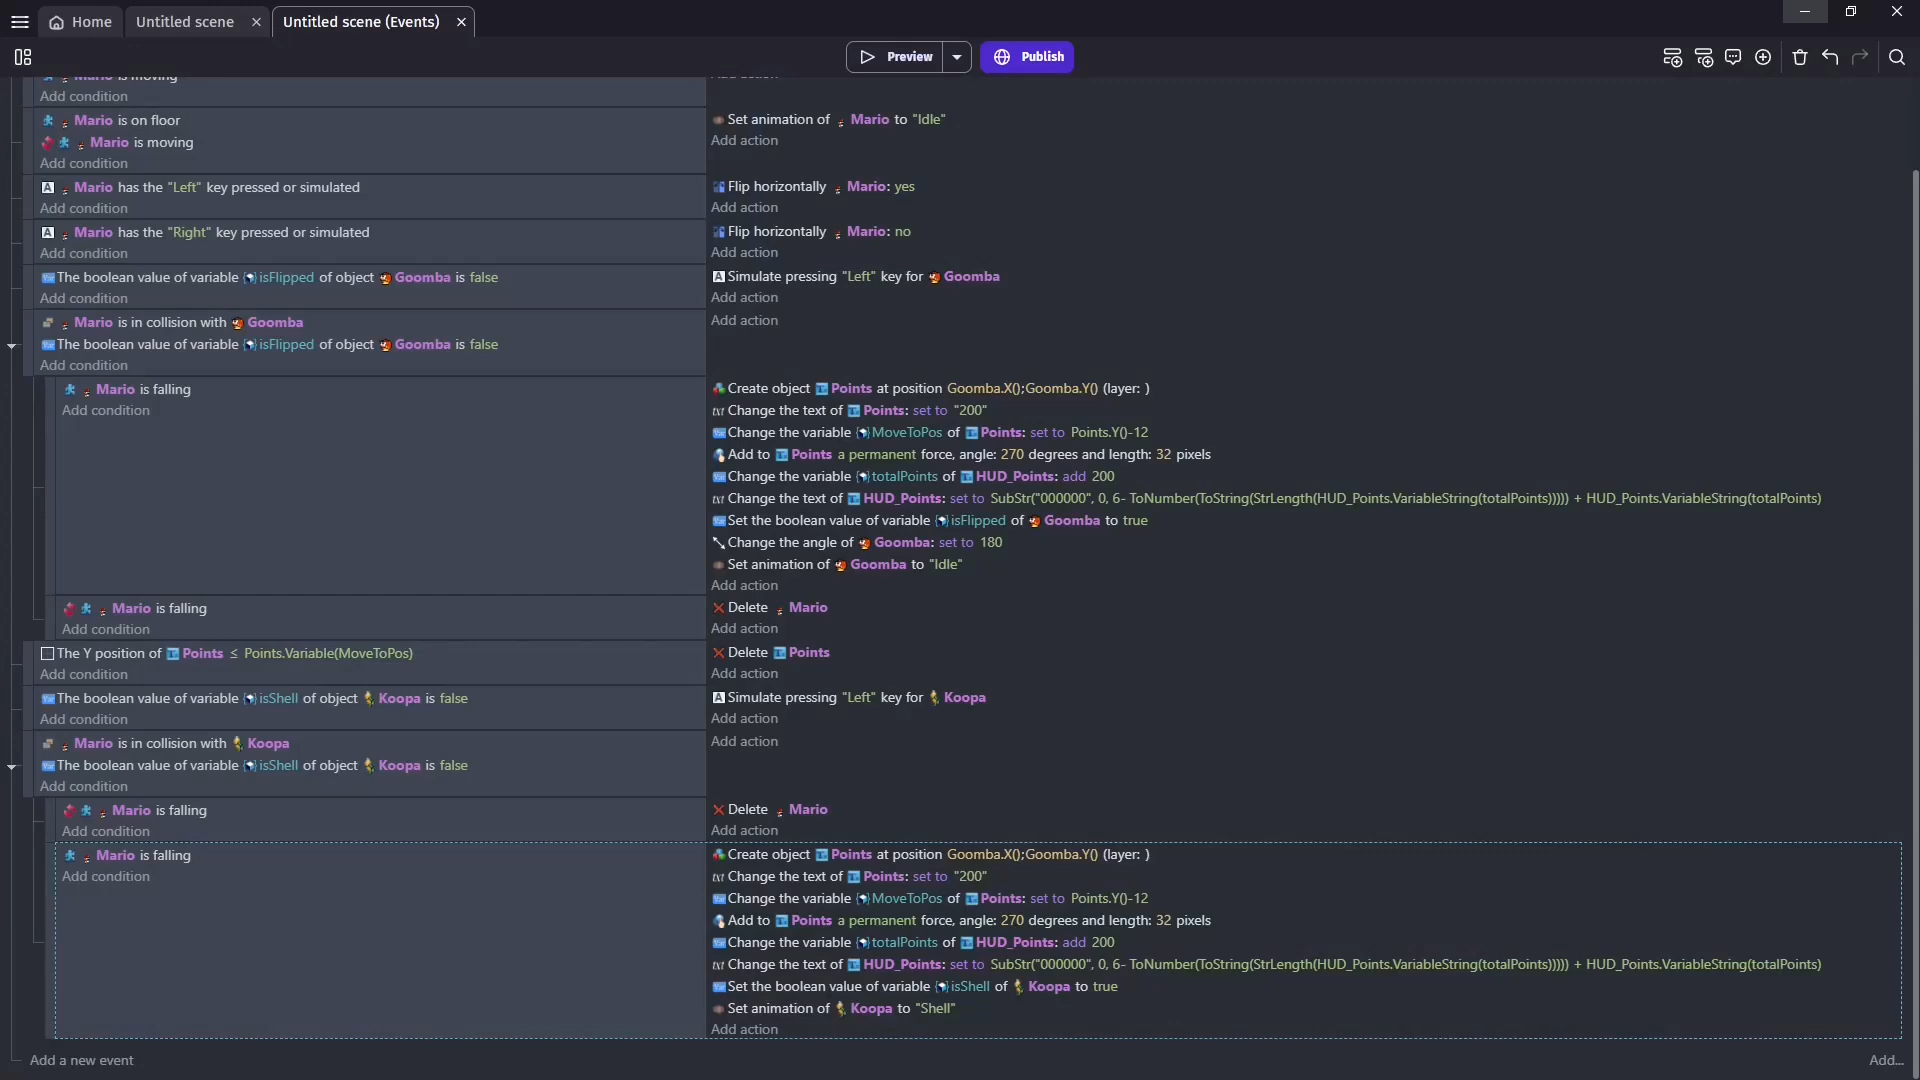 Home
Untitled scene
Untitled scene (Events)
Preview
Publish
Mario is moving
Add action
Add condition
Mario is on floor
Set animation of Mario to "Idle"
Mario is moving
Add action
Add condition
Mario has the "Left" key pressed or simulated
Flip horizontally Mario: yes
Add condition
Add action
Mario has the "Right" key pressed or simulated
Flip horizontally Mario: no
Add condition
Add action
The boolean value of variable isFlipped of object Goomba is false
Simulate pressing "Left" key for Goomba
Add condition
Add action
Mario is in collision with Goomba
Add action
The boolean value of variable isFlipped of object Goomba is false
Add condition
Mario is falling
Create object Points at position Goomba.X();Goomba.Y() (layer: )
Add condition
Change the text of Points: set to "200"
Change the variable MoveToPos of Points: set to Points.Y()-12
Add to Points a permanent force, angle: 270 degrees and length: 32 pixels
Change the variable totalPoints of HUD_Points: add 200
Change the text of HUD_Points: set to SubStr("000000", 0, 6- ToNumber(ToString(StrLength(HUD_Points.VariableString(totalPoints))))) + HUD_Points.VariableString(totalPoints)
Set the boolean value of variable isFlipped of Goomba to true
Change the angle of Goomba: set to 180
Set animation of Goomba to "Idle"
Add action
Mario is falling
Delete Mario
Add condition
Add action
The Y position of Points ≤ Points.Variable(MoveToPos)
Delete Points
Add condition
Add action
The boolean value of variable isShell of object Koopa is false
Simulate pressing "Left" key for Koopa
Add condition
Add action
Mario is in collision with Koopa
Add action
The boolean value of variable isShell of object Koopa is false
Add condition
Mario is falling
Delete Mario
Add condition
Add action
Mario is falling
Create object Points at position Goomba.X();Goomba.Y() (layer: )
Add condition
Change the text of Points: set to "200"
Change the variable MoveToPos of Points: set to Points.Y()-12
Add to Points a permanent force, angle: 270 degrees and length: 32 pixels
Change the variable totalPoints of HUD_Points: add 200
Change the text of HUD_Points: set to SubStr("000000", 0, 6- ToNumber(ToString(StrLength(HUD_Points.VariableString(totalPoints))))) + HUD_Points.VariableString(totalPoints)
Set the boolean value of variable isShell of Koopa to true
Set animation of Koopa to "Shell"
Add action
Add a new event
Add...